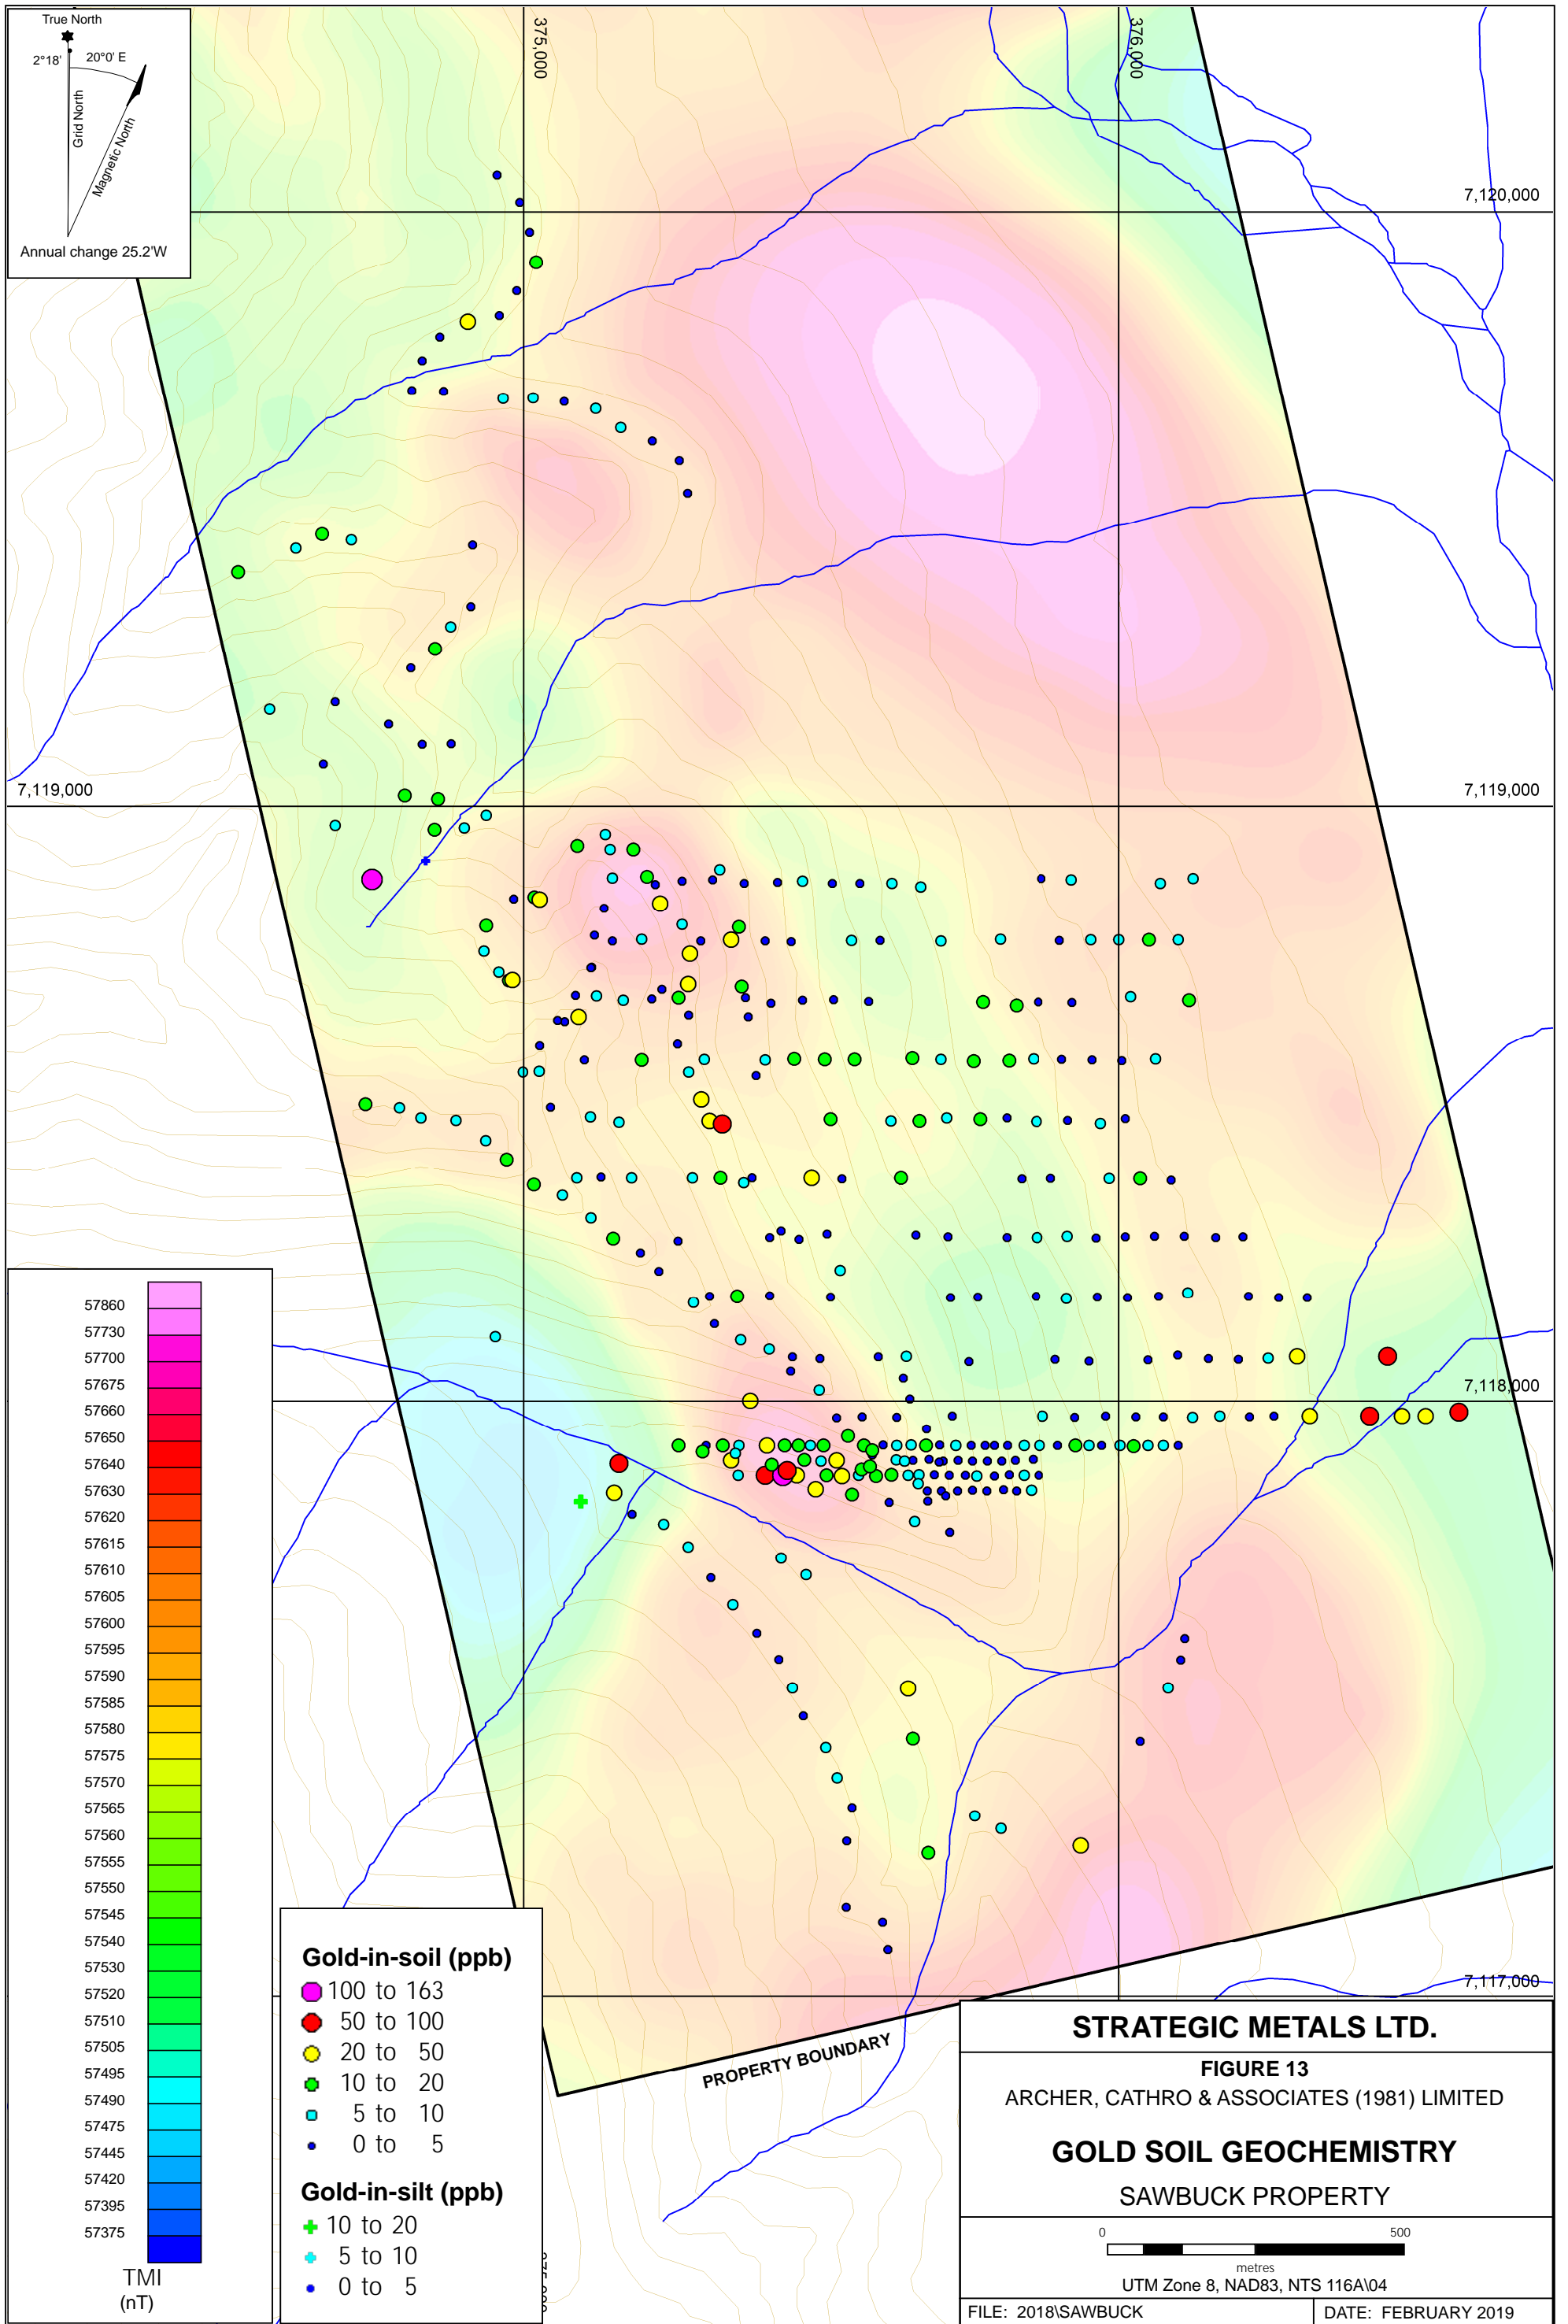 True North
2°18'
20°0' E
Grid North
Magnetic North
Annual change 25.2'W
375,000
376,000
7,120,000
7,119,000
7,119,000
7,118,000
7,117,000
PROPERTY BOUNDARY
57860
57730
57700
57675
57660
57650
57640
57630
57620
57615
57610
57605
57600
57595
57590
57585
57580
57575
57570
57565
57560
57555
57550
57545
57540
57530
57520
57510
57505
57495
57490
57475
57445
57420
57395
57375
TMI
(nT)
Gold-in-soil (ppb)
100 to 163
50 to 100
20 to 50
10 to 20
5 to 10
0 to 5
Gold-in-silt (ppb)
10 to 20
5 to 10
0 to 5
STRATEGIC METALS LTD.
FIGURE 13
ARCHER, CATHRO & ASSOCIATES (1981) LIMITED
GOLD SOIL GEOCHEMISTRY
SAWBUCK PROPERTY
0 500
metres
UTM Zone 8, NAD83, NTS 116A\04
FILE: 2018\SAWBUCK
DATE: FEBRUARY 2019